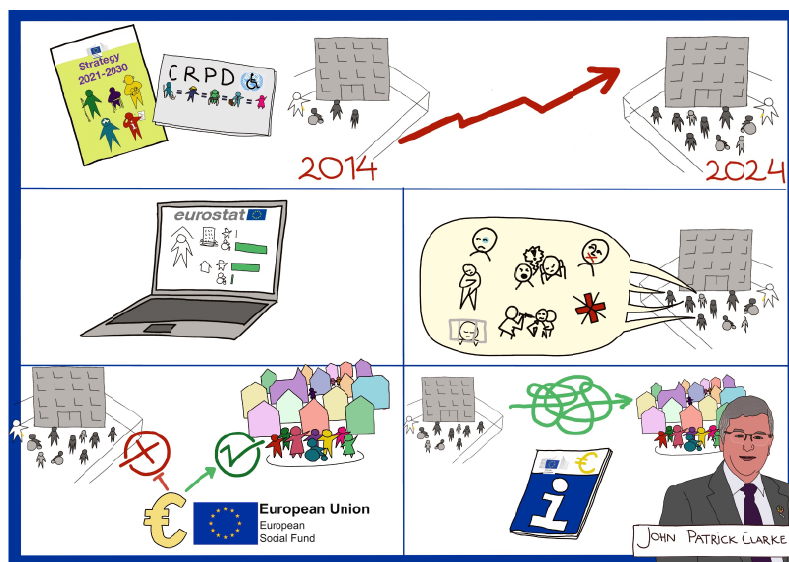 Strategy
2021-2030
CRPD
2014
2024
eurostat
European Union
European
Social Fund
i
JOHN PATRICK CLARKE